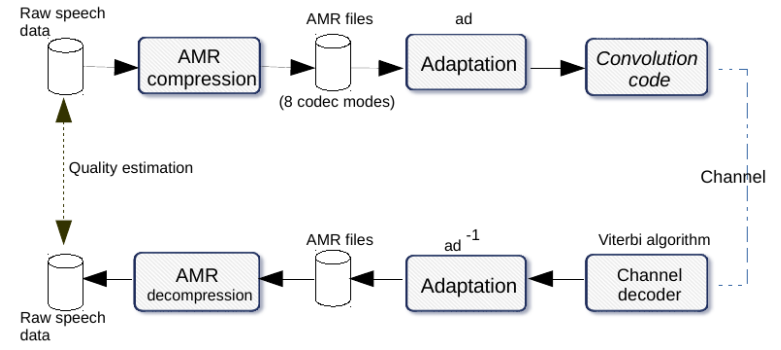 Raw speech
data
AMR
compression
AMR files
(8 codec modes)
ad
Adaptation
Convolution
code
Quality estimation
Channel
Raw speech
data
AMR
decompression
AMR files
ad -1
Adaptation
Viterbi algorithm
Channel
decoder